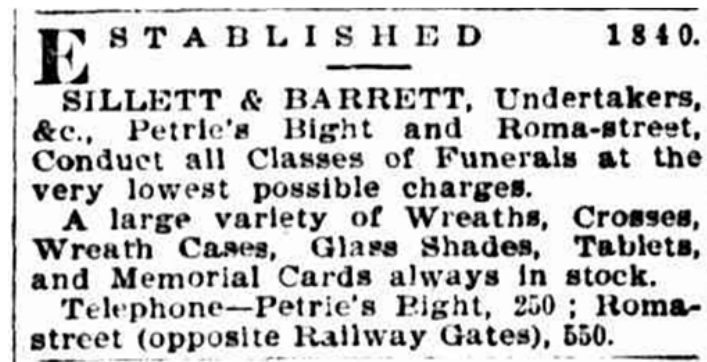 ESTABLISHED 1840.
SILLETT & BARRETT, Undertakers,
&c., Petrie's Bight and Roma-street,
Conduct all Classes of Funerals at the
very lowest possible charges.
A large variety of Wreaths, Crosses,
Wreath Cases, Glass Shades, Tablets,
and Memorial Cards always in stock.
Telephone—Petrie's Bight, 250 ; Roma-
street (opposite Railway Gates), 550.